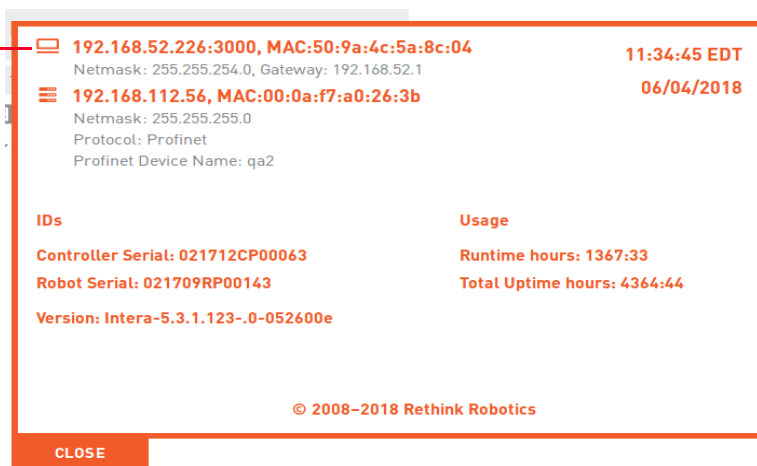 192.168.52.226:3000, MAC:50:9a:4c:5a:8c:04
Netmask: 255.255.254.0, Gateway: 192.168.52.1
11:34:45 EDT
06/04/2018
192.168.112.56, MAC:00:0a:f7:a0:26:3b
Netmask: 255.255.255.0
Protocol: Profinet
Profinet Device Name: qa2
IDs
Controller Serial: 021712CP00063
Robot Serial: 021709RP00143
Version: Intera-5.3.1.123-.0-052600e
Usage
Runtime hours: 1367:33
Total Uptime hours: 4364:44
© 2008–2018 Rethink Robotics
CLOSE